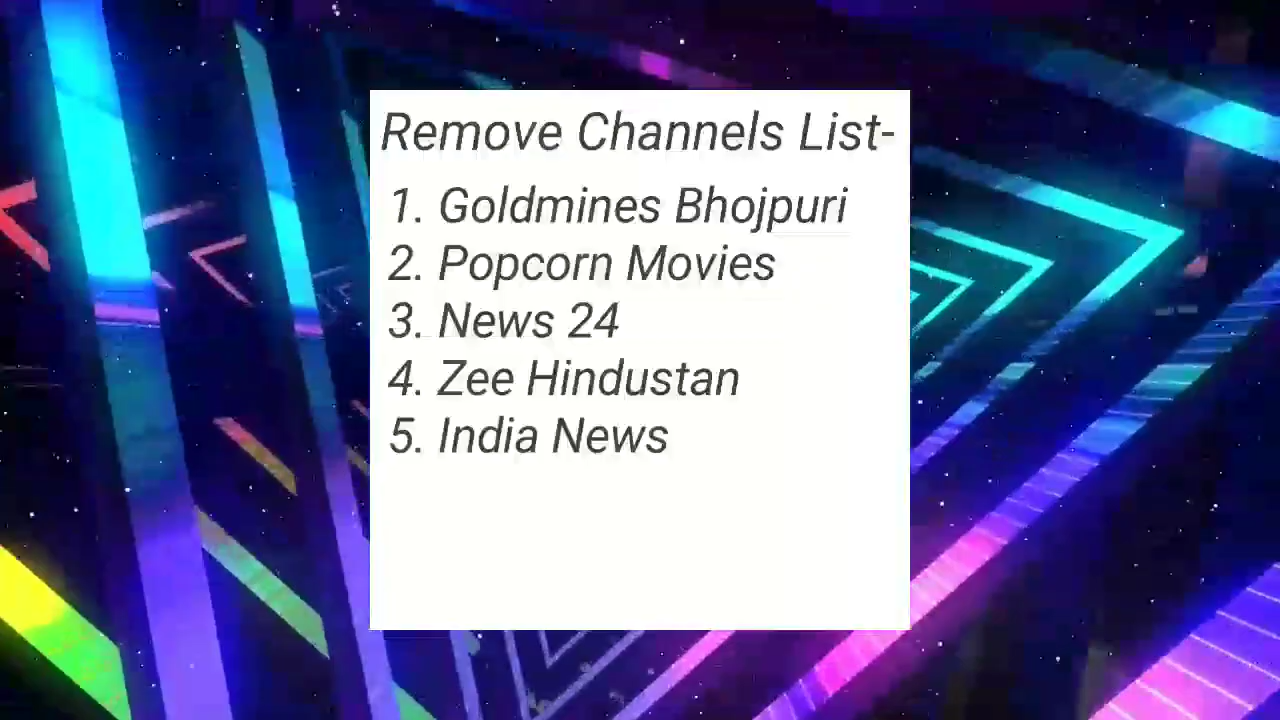 Remove Channels List-
1. Goldmines Bhojpuri
2. Popcorn Movies
3. News 24
4. Zee Hindustan
5. India News